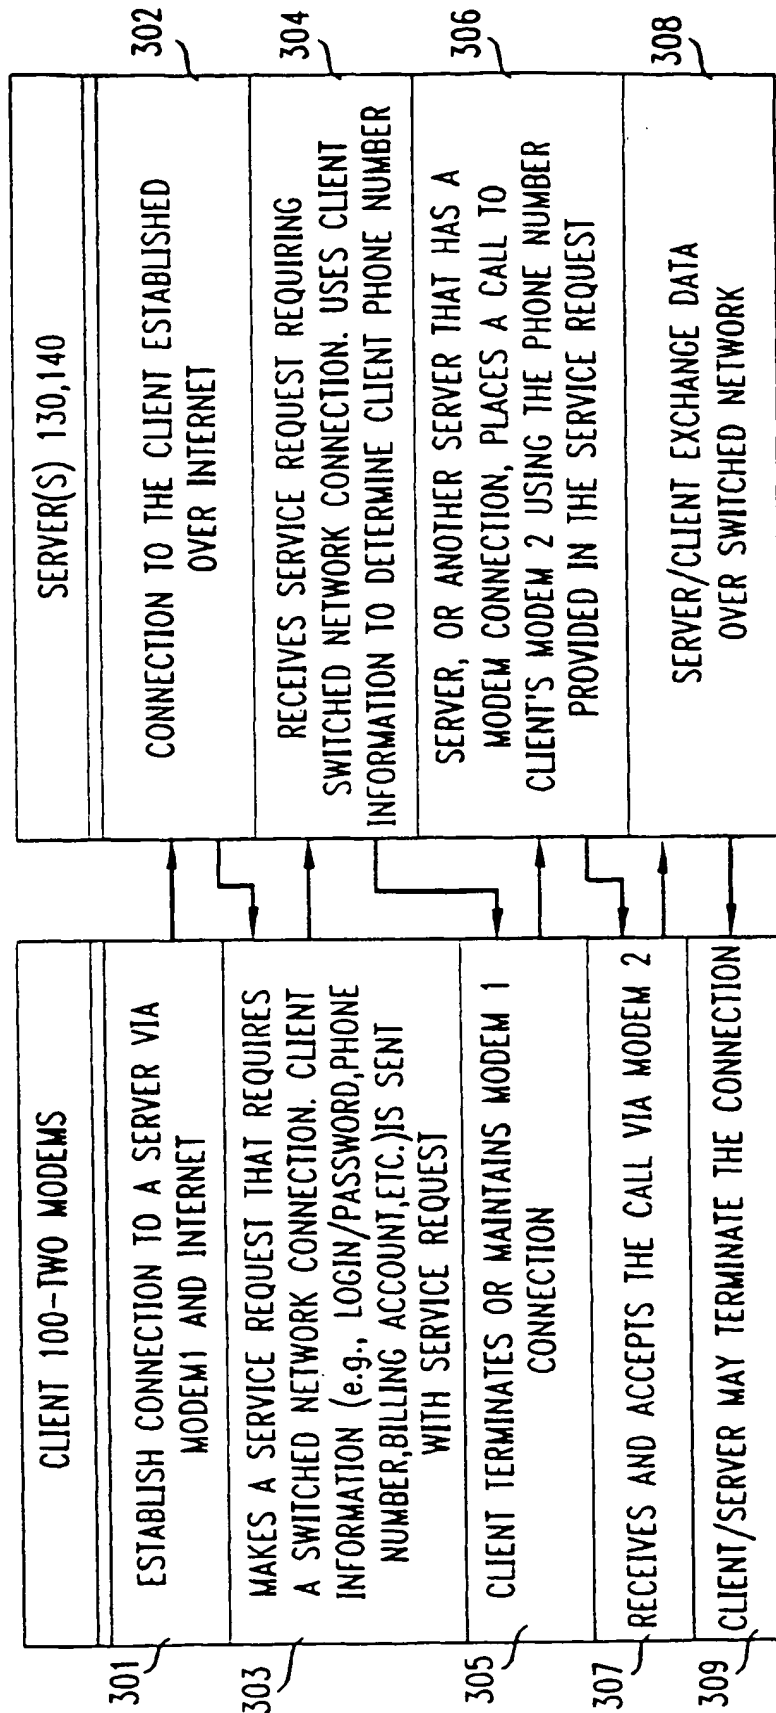 CLIENT 100-TWO MODEMS
301
ESTABLISH CONNECTION TO A SERVER VIA
MODEM1 AND INTERNET
303
MAKES A SERVICE REQUEST THAT REQUIRES
A SWITCHED NETWORK CONNECTION. CLIENT
INFORMATION (e.g., LOGIN/PASSWORD,PHONE
NUMBER,BILLING ACCOUNT,ETC.)IS SENT
WITH SERVICE REQUEST
305
CLIENT TERMINATES OR MAINTAINS MODEM 1
CONNECTION
307
RECEIVES AND ACCEPTS THE CALL VIA MODEM 2
309
CLIENT/SERVER MAY TERMINATE THE CONNECTION
SERVER(S) 130,140
302
CONNECTION TO THE CLIENT ESTABLISHED
OVER INTERNET
304
RECEIVES SERVICE REQUEST REQUIRING
SWITCHED NETWORK CONNECTION. USES CLIENT
INFORMATION TO DETERMINE CLIENT PHONE NUMBER
306
SERVER, OR ANOTHER SERVER THAT HAS A
MODEM CONNECTION, PLACES A CALL TO
CLIENT'S MODEM 2 USING THE PHONE NUMBER
PROVIDED IN THE SERVICE REQUEST
308
SERVER/CLIENT EXCHANGE DATA
OVER SWITCHED NETWORK